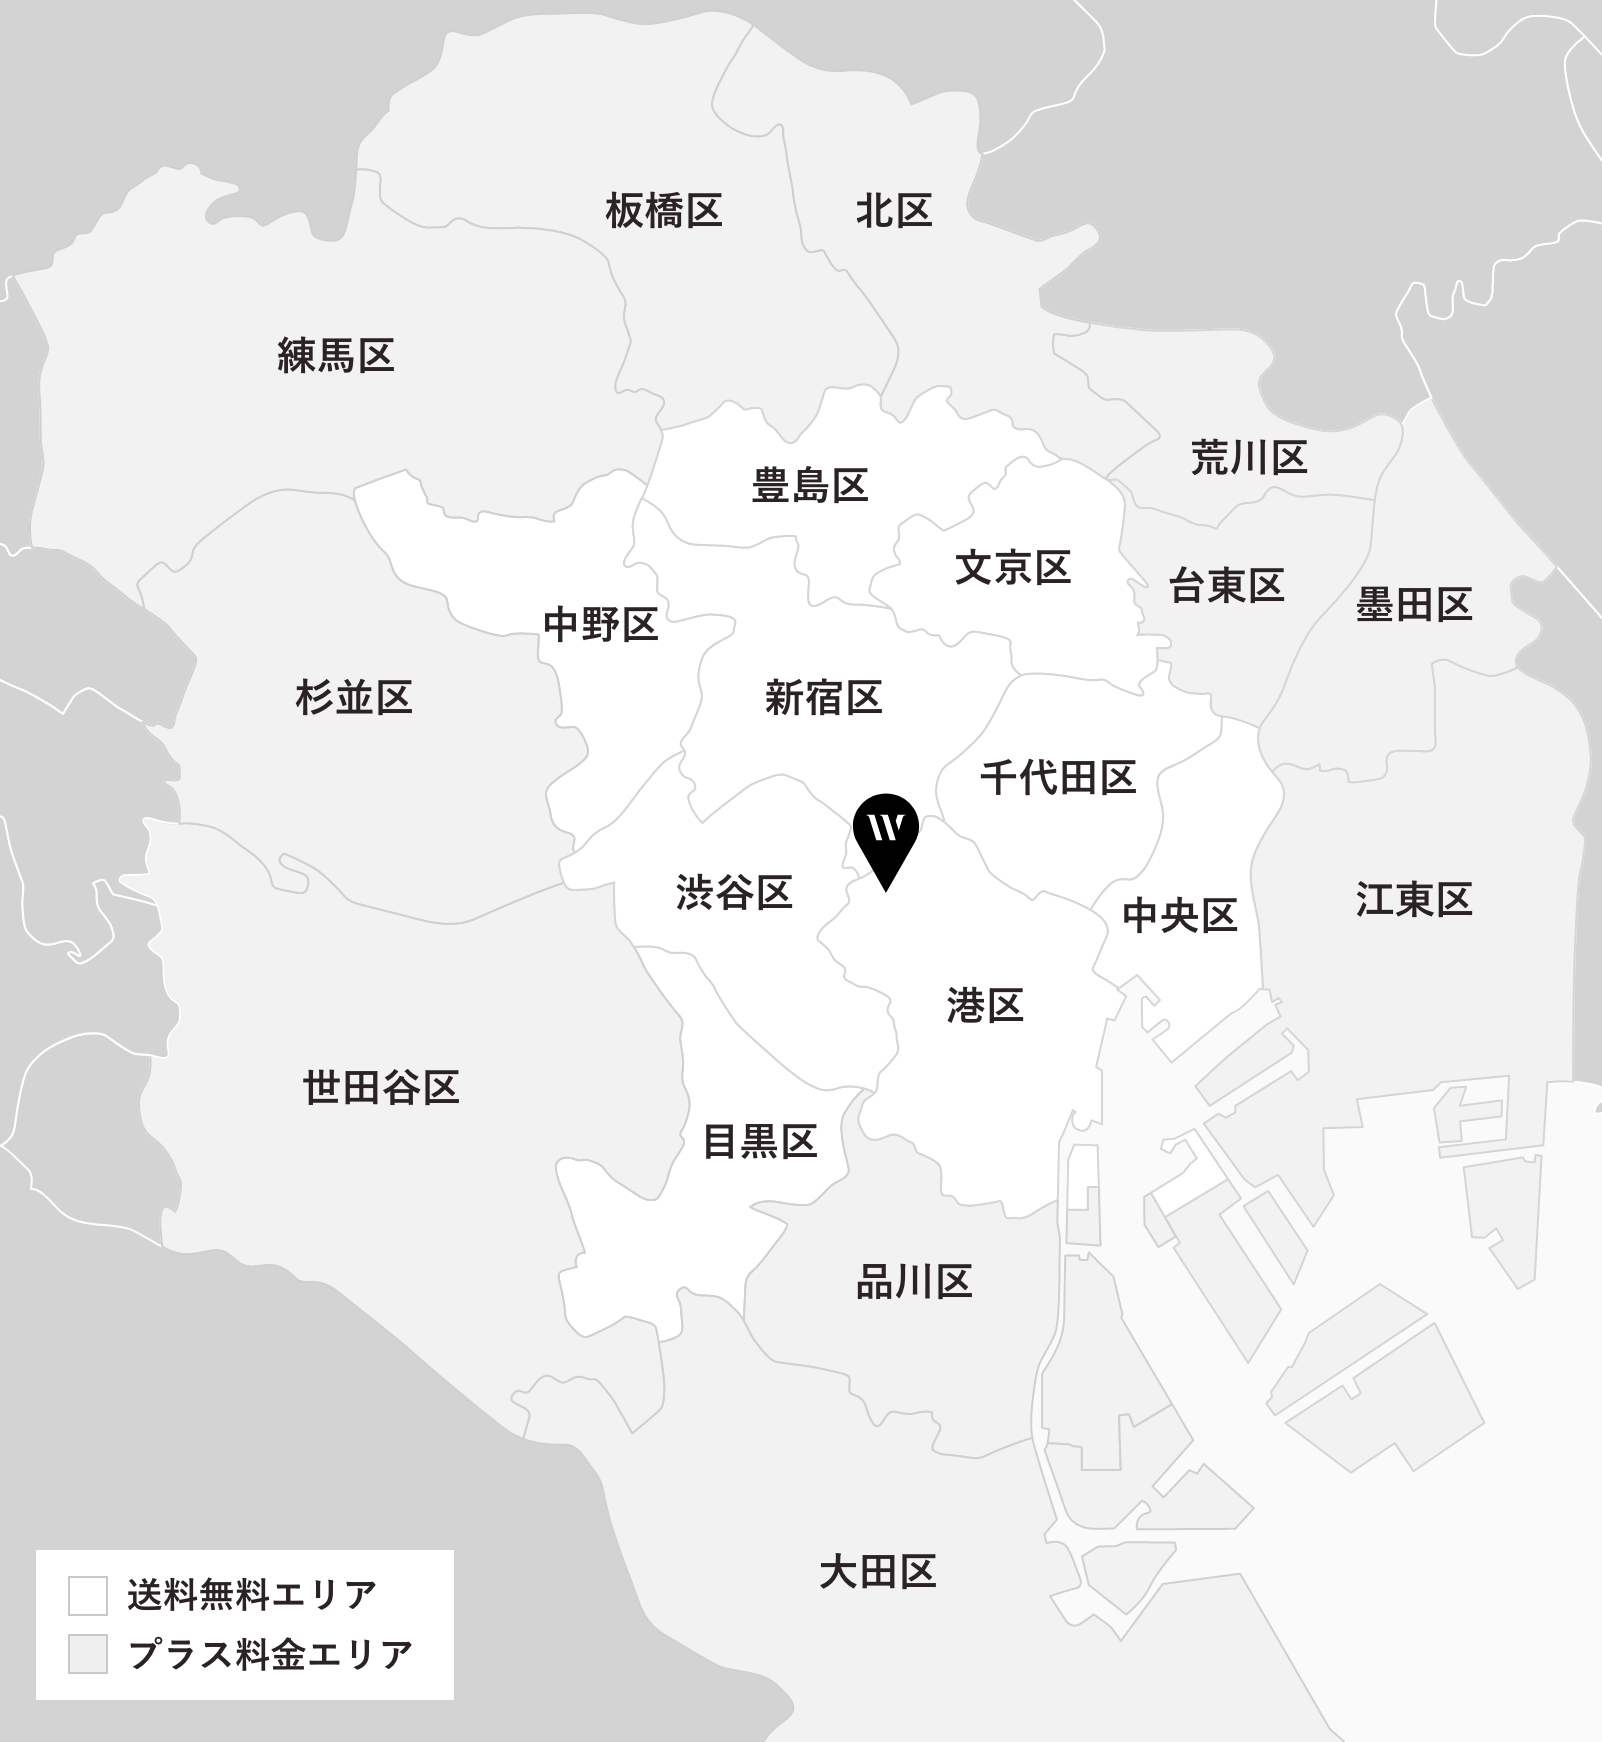 板橋区
北区
練馬区
荒川区
豊島区
文京区
台東区
墨田区
中野区
杉並区
新宿区
千代田区
W
渋谷区
江東区
中央区
港区
世田谷区
目黒区
品川区
大田区
送料無料エリア
プラス料金エリア